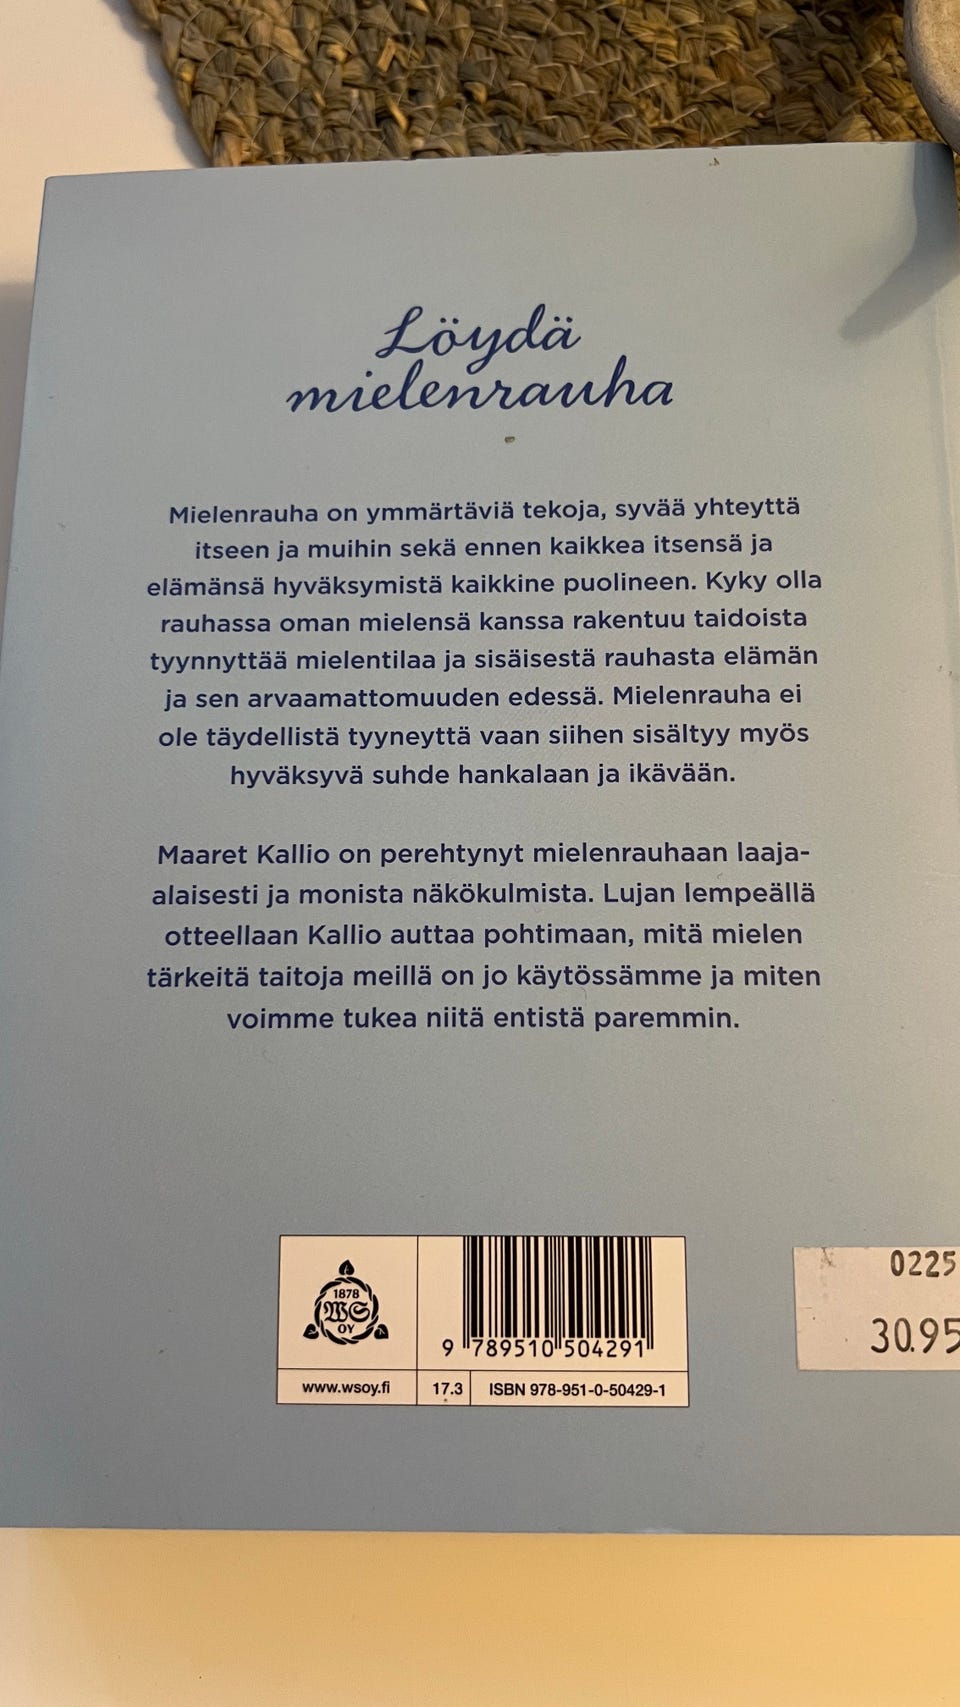 Löydä
mielenrauha
Mielenrauha on ymmärtäviä tekoja, syvää yhteyttä
itseen ja muihin sekä ennen kaikkea itsensä ja
elämänsä hyväksymistä kaikkine puolineen. Kyky olla
rauhassa oman mielensä kanssa rakentuu taidoista
tyynnyttää mielentilaa ja sisäisestä rauhasta elämän
ja sen arvaamattomuuden edessä. Mielenrauha ei
ole täydellistä tyyneyttä vaan siihen sisältyy myös
hyväksyvä suhde hankalaan ja ikävään.
Maaret Kallio on perehtynyt mielenrauhaan laaja-
alaisesti ja monista näkökulmista. Lujan lempeällä
otteellaan Kallio auttaa pohtimaan, mitä mielen
tärkeitä taitoja meillä on jo käytössämme ja miten
voimme tukea niitä entistä paremmin.
1878
WS
OY
9 789510 504291
www.wsoy.fi 17.3 ISBN 978-951-0-50429-1
0225
30.95